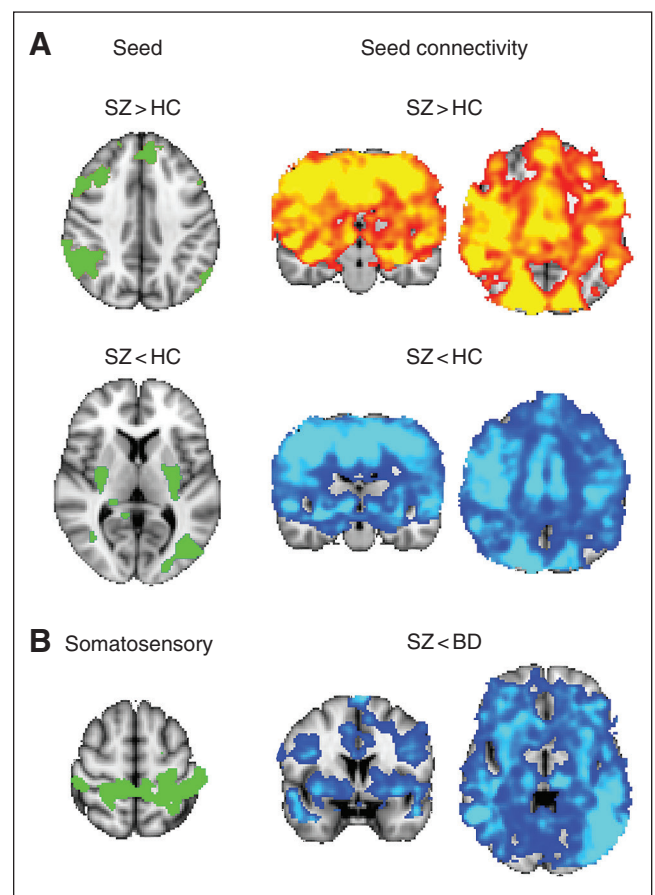 A Seed Seed connectivity
SZ > HC SZ > HC
SZ < HC SZ < HC
B Somatosensory SZ < BD